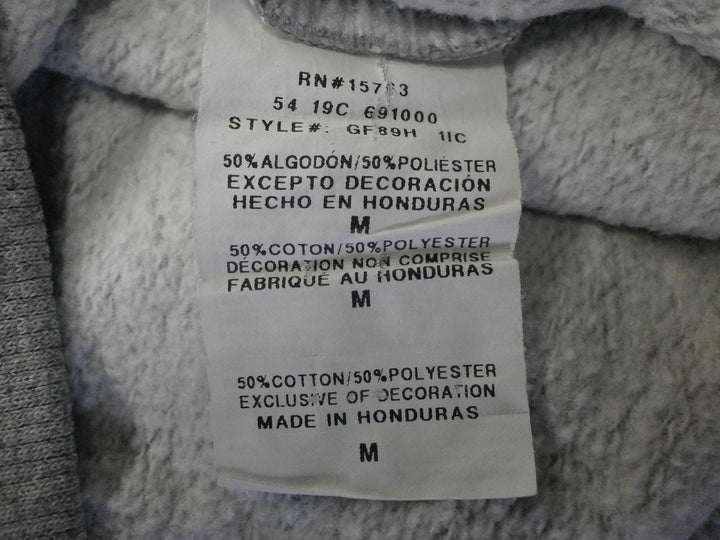 54 19C 691000
STYLE#: GF89H 1IC
50%ALGODÓN/50%POLIÉSTER
EXCEPTO DECORACIÓN
HECHO EN HONDURAS
M
50%COTON/50%POLYESTER
DÉCORATION NON COMPRISE
FABRIQUÉ AU HONDURAS
M
50%COTTON/50%POLYESTER
EXCLUSIVE OF DECORATION
MADE IN HONDURAS
M